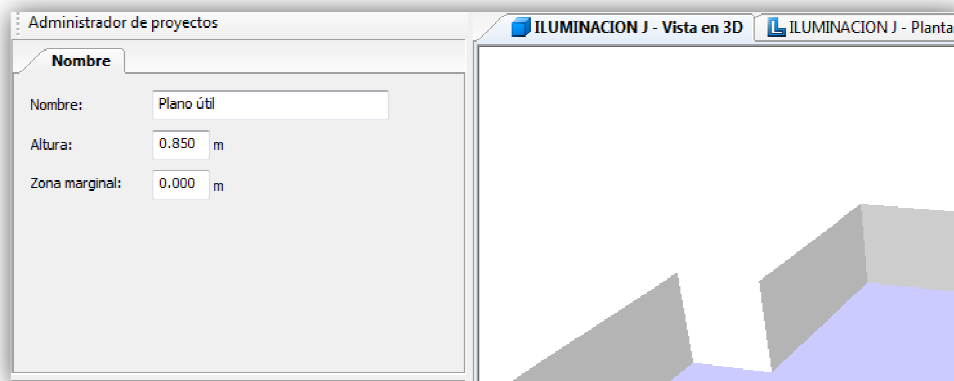 Administrador de proyectos
ILUMINACION J - Vista en 3D
ILUMINACION J - Planta
Nombre
Nombre: Plano útil
Altura: 0.850 m
Zona marginal: 0.000 m